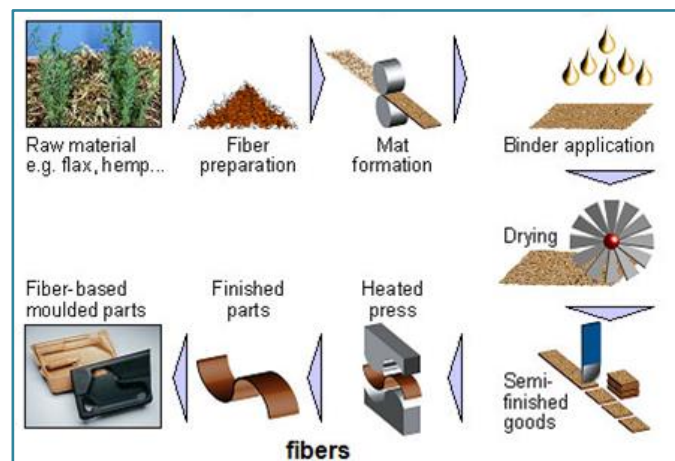 Raw material
e.g. flax, hemp...
Fiber
preparation
Mat
formation
Binder application
Drying
Semi-
finished
goods
Heated
press
Finished
parts
Fiber-based
moulded parts
fibers